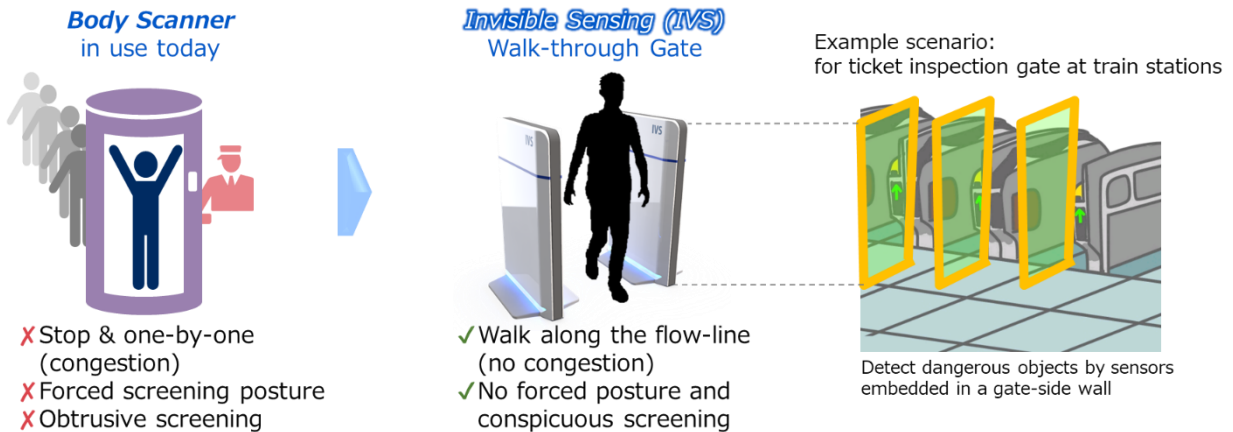 Body Scanner
in use today
✗ Stop & one-by-one
(congestion)
✗ Forced screening posture
✗ Obtrusive screening
Invisible Sensing (IVS)
Walk-through Gate
IVS
IVS
✓ Walk along the flow-line
(no congestion)
✓ No forced posture and
conspicuous screening
Example scenario:
for ticket inspection gate at train stations
Detect dangerous objects by sensors
embedded in a gate-side wall